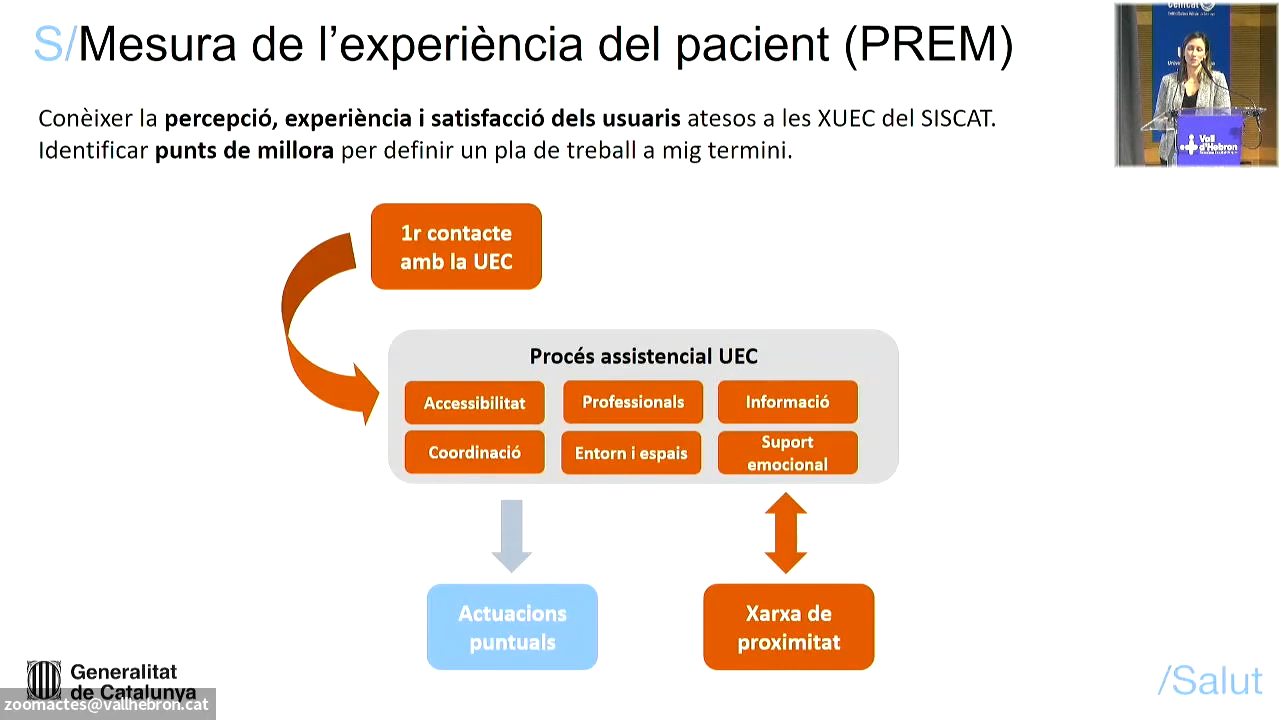 S/Mesura de l’experiència del pacient (PREM)
Conèixer la percepció, experiència i satisfacció dels usuaris atesos a les XUEC del SISCAT.
Identificar punts de millora per definir un pla de treball a mig termini.
1r contacte
amb la UEC
Procés assistencial UEC
Accessibilitat
Professionals
Informació
Coordinació
Entorn i espais
Suport
emocional
Actuacions
puntuals
Xarxa de
proximitat
Generalitat
de Catalunya
zoomactes@vallhebron.cat
/Salut
Vall
d'Hebron